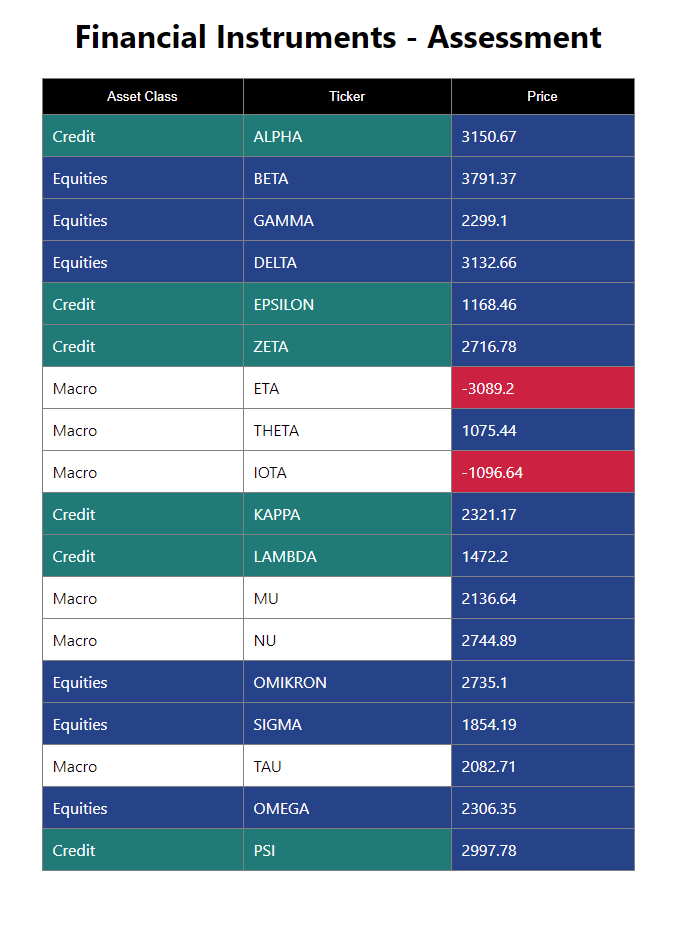 Financial Instruments - Assessment
Asset Class Ticker Price
Credit ALPHA 3150.67
Equities BETA 3791.37
Equities GAMMA 2299.1
Equities DELTA 3132.66
Credit EPSILON 1168.46
Credit ZETA 2716.78
Macro ETA -3089.2
Macro THETA 1075.44
Macro IOTA -1096.64
Credit KAPPA 2321.17
Credit LAMBDA 1472.2
Macro MU 2136.64
Macro NU 2744.89
Equities OMIKRON 2735.1
Equities SIGMA 1854.19
Macro TAU 2082.71
Equities OMEGA 2306.35
Credit PSI 2997.78